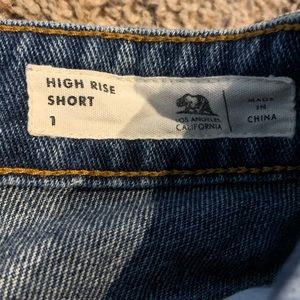 HIGH RISE
SHORT
1
LOS ANGELES
CALIFORNIA
MADE
IN
CHINA